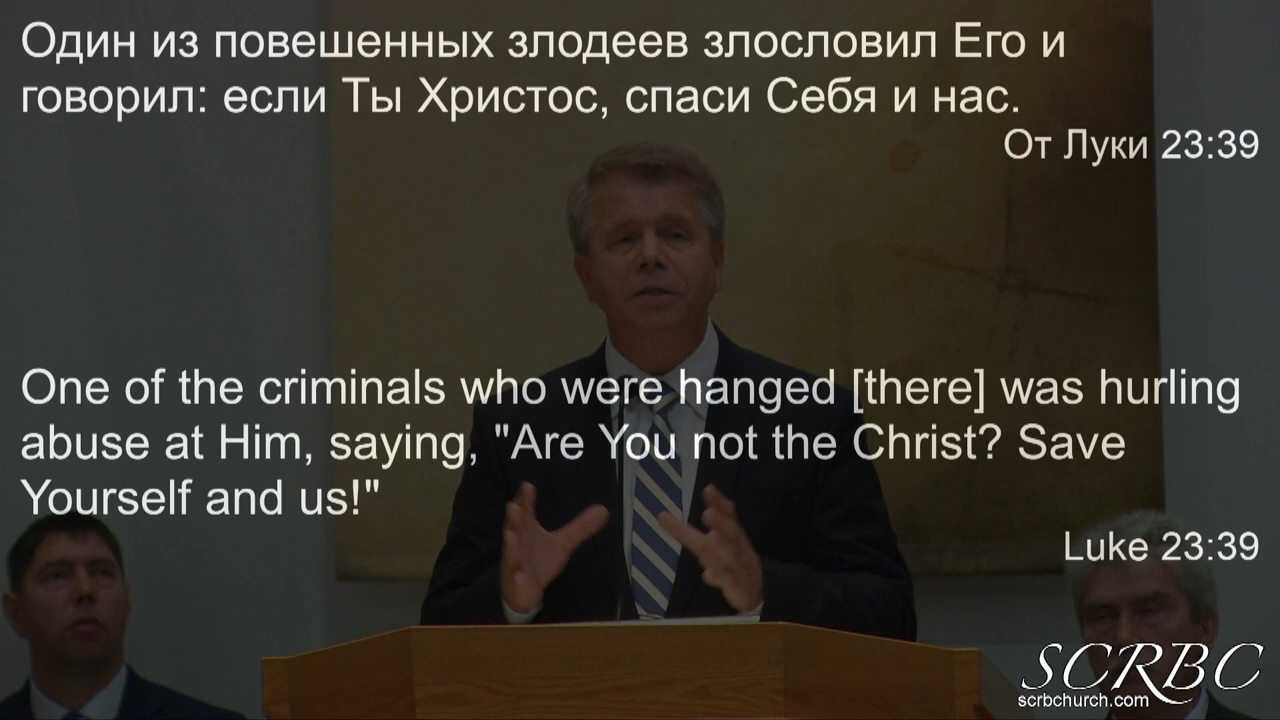 Один из повешенных злодеев злословил Его и
говорил: если Ты Христос, спаси Себя и нас.
От Луки 23:39
One of the criminals who were hanged [there] was hurling
abuse at Him, saying, "Are You not the Christ? Save
Yourself and us!"
Luke 23:39
SCRBC
scrbchurch.com